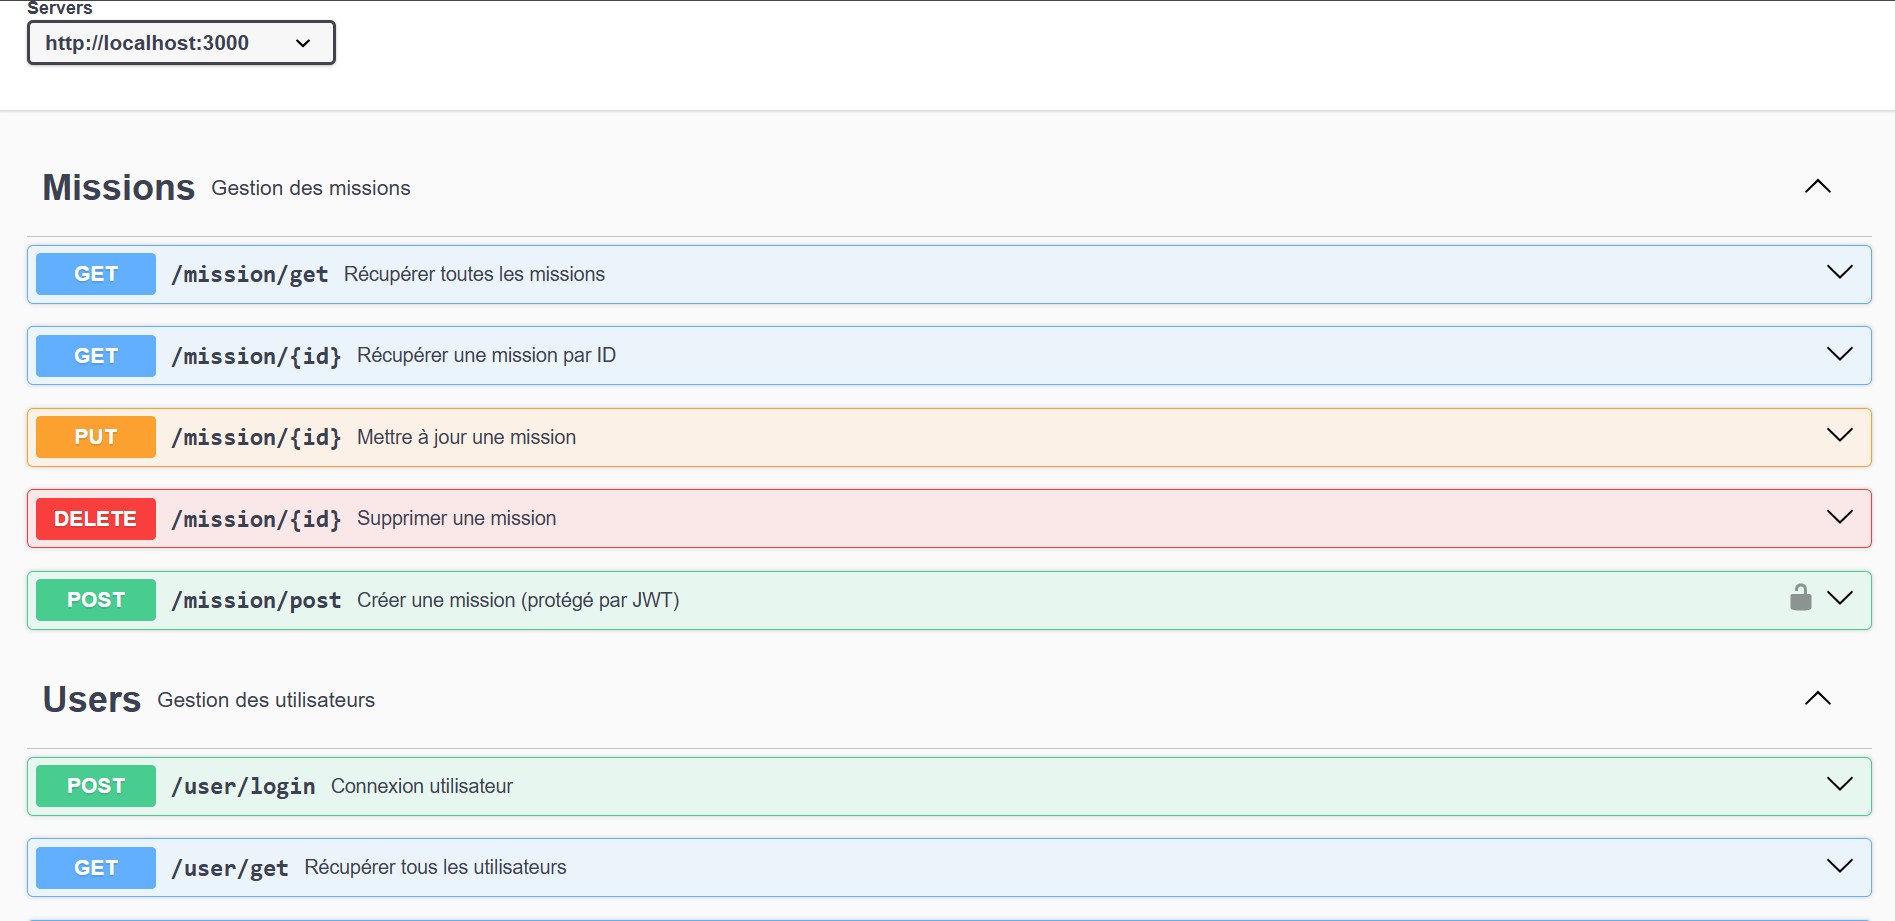 Servers
http://localhost:3000
Missions Gestion des missions
GET /mission/get Récupérer toutes les missions
GET /mission/{id} Récupérer une mission par ID
PUT /mission/{id} Mettre à jour une mission
DELETE /mission/{id} Supprimer une mission
POST /mission/post Créer une mission (protégé par JWT)
Users Gestion des utilisateurs
POST /user/login Connexion utilisateur
GET /user/get Récupérer tous les utilisateurs